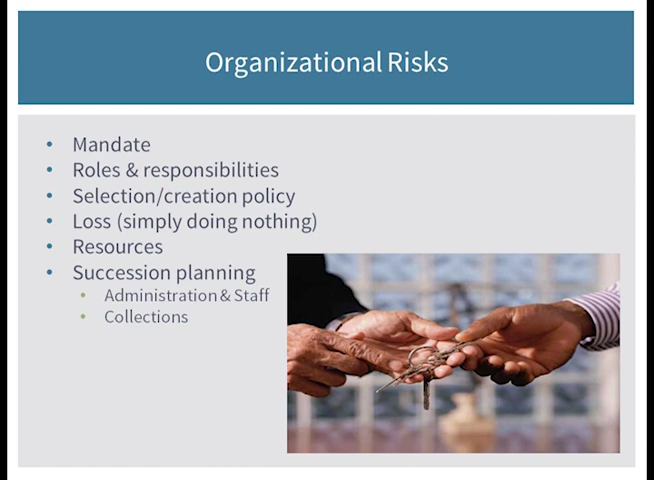 Organizational Risks
• Mandate
• Roles & responsibilities
• Selection/creation policy
• Loss (simply doing nothing)
• Resources
• Succession planning
• Administration & Staff
• Collections